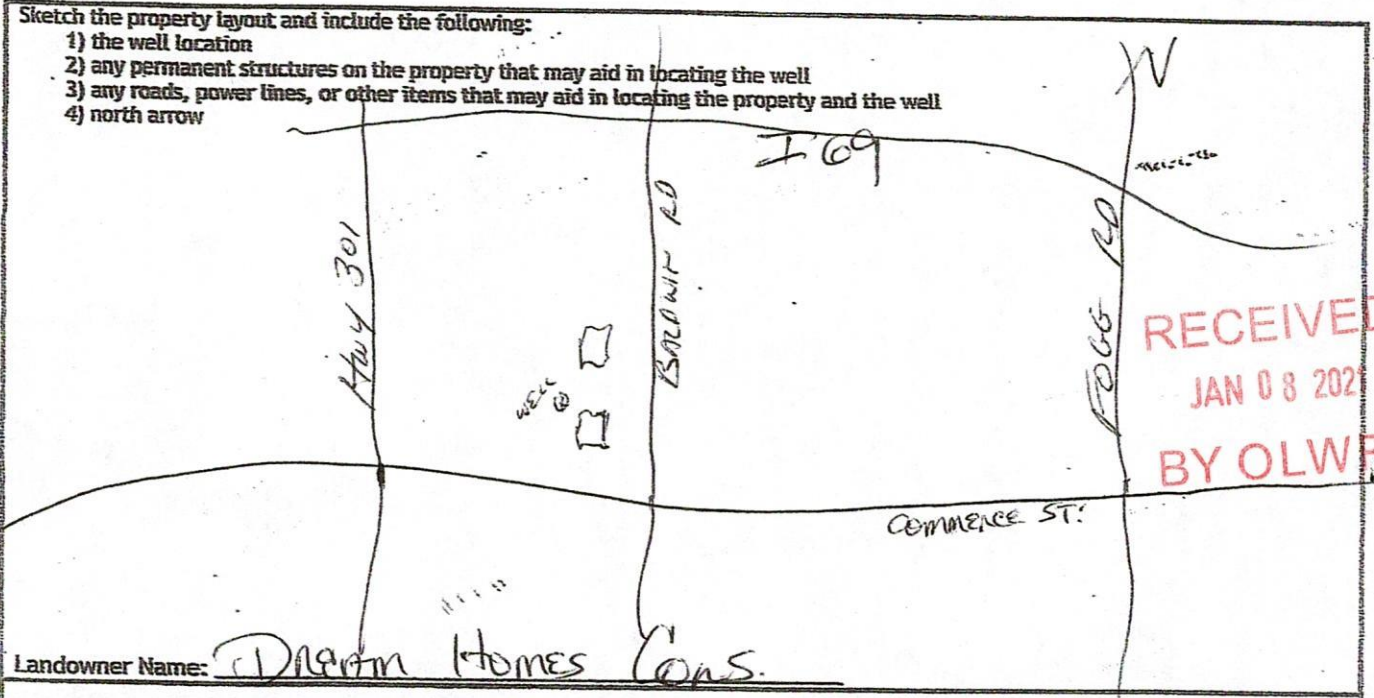 Sketch the property layout and include the following:
1) the well location
2) any permanent structures on the property that may aid in locating the well
3) any roads, power lines, or other items that may aid in locating the property and the well
4) north arrow
N
I 69
Hwy 301
BALDWIN RD
FOGG RD
WELL
RECEIVED
JAN 08 202
BY OLW
COMMERCE ST.
Landowner Name: Dream Homes Cons.